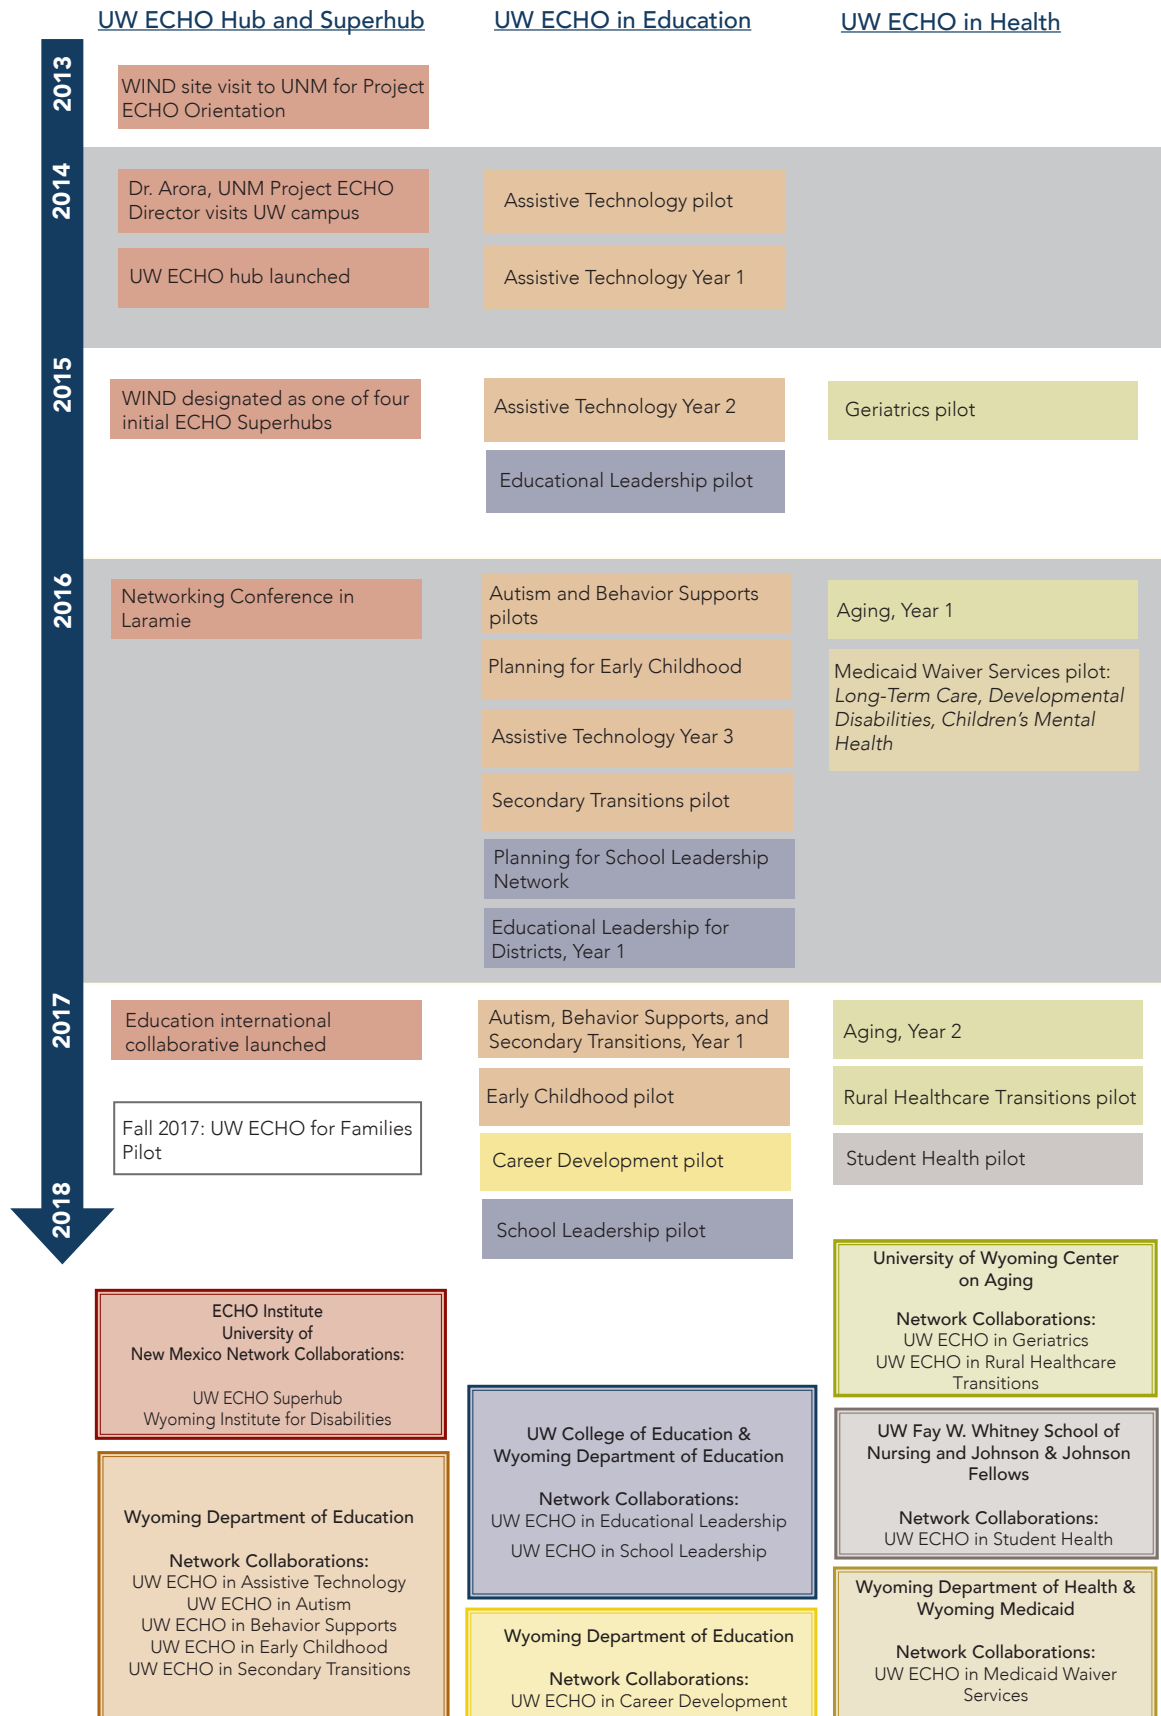 UW ECHO Hub and Superhub
UW ECHO in Education
UW ECHO in Health
2013
WIND site visit to UNM for Project
ECHO Orientation
2014
Dr. Arora, UNM Project ECHO
Director visits UW campus
UW ECHO hub launched
Assistive Technology pilot
Assistive Technology Year 1
2015
WIND designated as one of four
initial ECHO Superhubs
Assistive Technology Year 2
Educational Leadership pilot
Geriatrics pilot
2016
Networking Conference in
Laramie
Autism and Behavior Supports
pilots
Planning for Early Childhood
Assistive Technology Year 3
Secondary Transitions pilot
Planning for School Leadership
Network
Educational Leadership for
Districts, Year 1
Aging, Year 1
Medicaid Waiver Services pilot:
Long-Term Care, Developmental
Disabilities, Children's Mental
Health
2017
Education international
collaborative launched
Fall 2017: UW ECHO for Families
Pilot
Autism, Behavior Supports, and
Secondary Transitions, Year 1
Early Childhood pilot
Career Development pilot
School Leadership pilot
Aging, Year 2
Rural Healthcare Transitions pilot
Student Health pilot
2018
ECHO Institute
University of
New Mexico Network Collaborations:
UW ECHO Superhub
Wyoming Institute for Disabilities
Wyoming Department of Education
Network Collaborations:
UW ECHO in Assistive Technology
UW ECHO in Autism
UW ECHO in Behavior Supports
UW ECHO in Early Childhood
UW ECHO in Secondary Transitions
UW College of Education &
Wyoming Department of Education
Network Collaborations:
UW ECHO in Educational Leadership
UW ECHO in School Leadership
Wyoming Department of Education
Network Collaborations:
UW ECHO in Career Development
University of Wyoming Center
on Aging
Network Collaborations:
UW ECHO in Geriatrics
UW ECHO in Rural Healthcare
Transitions
UW Fay W. Whitney School of
Nursing and Johnson & Johnson
Fellows
Network Collaborations:
UW ECHO in Student Health
Wyoming Department of Health &
Wyoming Medicaid
Network Collaborations:
UW ECHO in Medicaid Waiver
Services